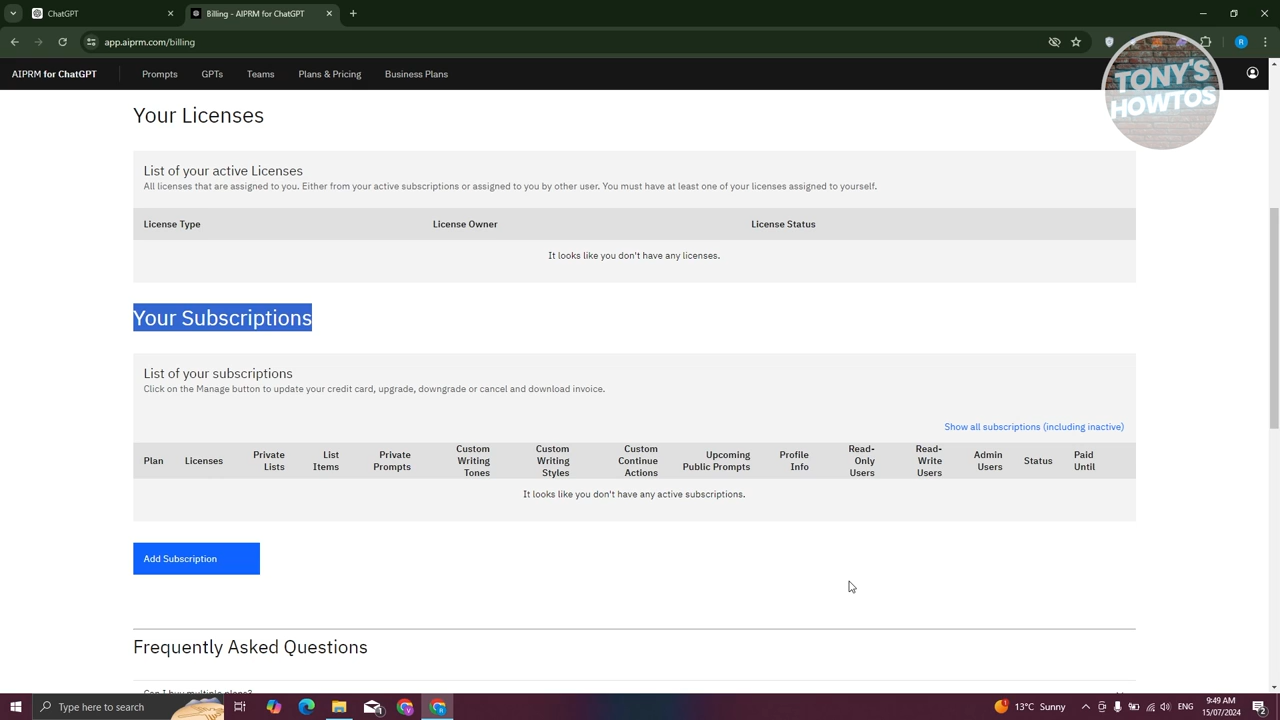 ChatGPT
Billing - AIPRM for ChatGPT
app.aiprm.com/billing
R
AIPRM for ChatGPT
Prompts
GPTs
Teams
Plans & Pricing
Business Plans
TONY'S
HOWTOS
Your Licenses
List of your active Licenses
All licenses that are assigned to you. Either from your active subscriptions or assigned to you by other user. You must have at least one of your licenses assigned to yourself.
License Type
License Owner
License Status
It looks like you don't have any licenses.
Your Subscriptions
List of your subscriptions
Click on the Manage button to update your credit card, upgrade, downgrade or cancel and download invoice.
Show all subscriptions (including inactive)
Plan
Licenses
Private
Lists
List
Items
Private
Prompts
Custom
Writing
Tones
Custom
Writing
Styles
Custom
Continue
Actions
Upcoming
Public Prompts
Profile
Info
Read-
Only
Users
Read-
Write
Users
Admin
Users
Status
Paid
Until
It looks like you don't have any active subscriptions.
Add Subscription
Frequently Asked Questions
Can I buy multiple plans?
Type here to search
13°C Sunny
ENG
9:49 AM
15/07/2024
2